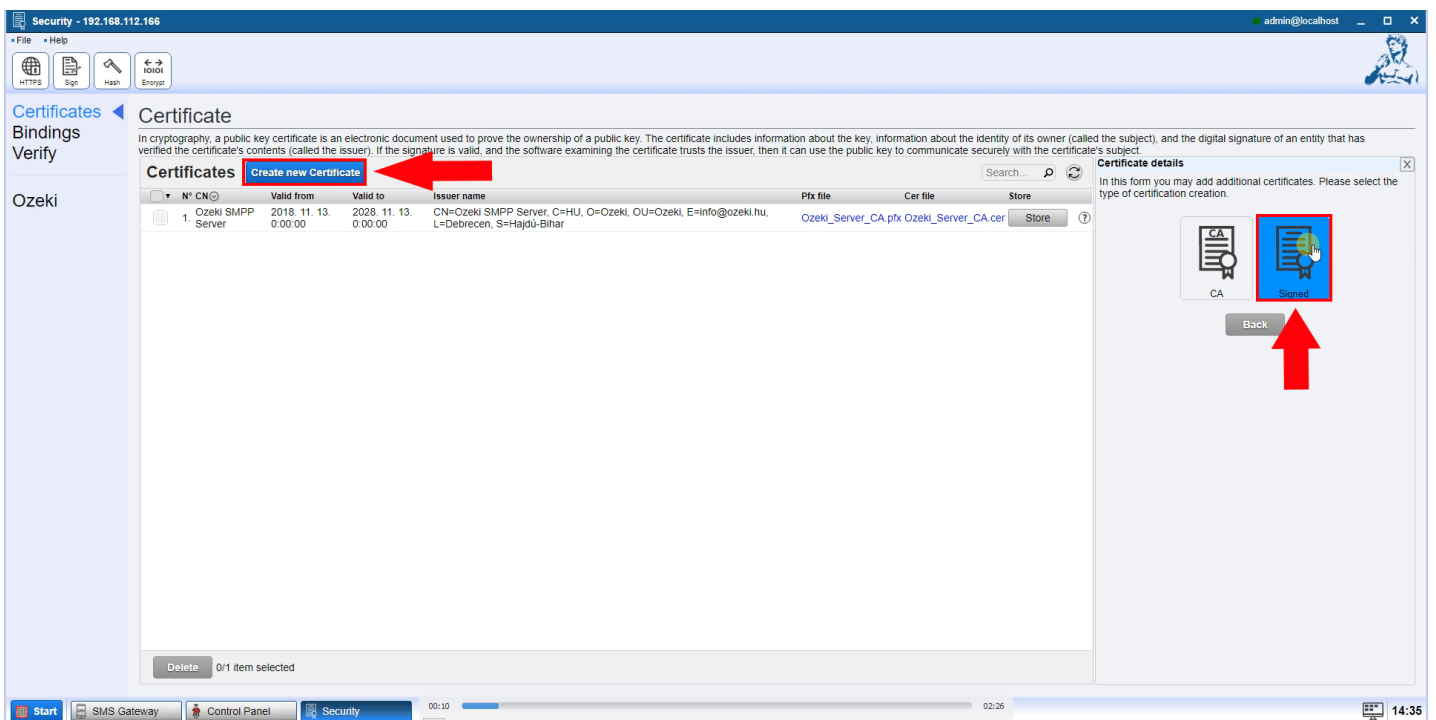 Security - 192.168.112.166
admin@localhost
File Help
HTTPS Sign Hash Encrypt
IOIOI
Certificates
Bindings
Verify
Ozeki
Certificate
In cryptography, a public key certificate is an electronic document used to prove the ownership of a public key. The certificate includes information about the key, information about the identity of its owner (called the subject), and the digital signature of an entity that has
verified the certificate's contents (called the issuer). If the signature is valid, and the software examining the certificate trusts the issuer, then it can use the public key to communicate securely with the certificate's subject.
Certificates Create new Certificate Search...
N° CN Valid from Valid to Issuer name Pfx file Cer file Store
1. Ozeki SMPP Server 2018. 11. 13. 0:00:00 2028. 11. 13. 0:00:00 CN=Ozeki SMPP Server, C=HU, O=Ozeki, OU=Ozeki, E=info@ozeki.hu,
L=Debrecen, S=Hajdú-Bihar Ozeki_Server_CA.pfx Ozeki_Server_CA.cer Store ?
Delete 0/1 item selected
Certificate details X
In this form you may add additional certificates. Please select the
type of certification creation.
CA
CA Signed
Back
Start SMS Gateway Control Panel Security 00:10 02:26 14:35